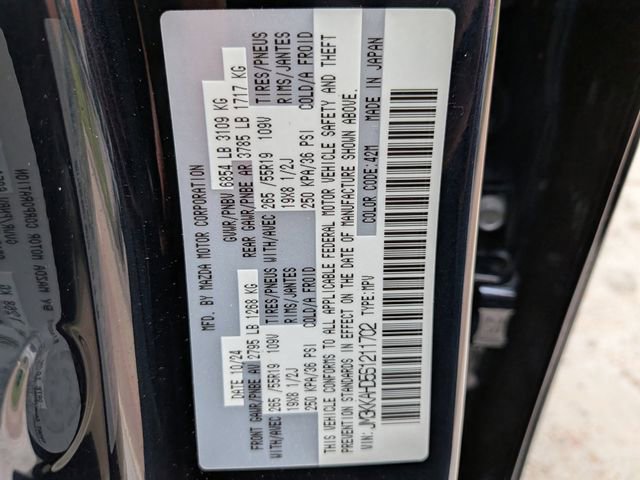 MFD. BY MAZDA MOTOR CORPORATION
DATE 10/24 GVWR/PNBV 6854 LB 3109 KG
FRONT GAWR/PNBE AV 2795 LB 1268 KG REAR GAWR/PNBE AR 3785 LB 1717 KG
TIRES/PNEUS TIRES/PNEUS
WITH/AVEC 265 /55R19 109V RIMS/JANTES WITH/AVEC 265 /55R19 109V RIMS/JANTES
19X8 1/2J COLD/A FROID 19X8 1/2J COLD/A FROID
250 KPA/36 PSI 250 KPA/36 PSI
THIS VEHICLE CONFORMS TO ALL APPLICABLE FEDERAL MOTOR VEHICLE SAFETY AND THEFT
PREVENTION STANDARDS IN EFFECT ON THE DATE OF MANUFACTURE SHOWN ABOVE.
VIN: JM3KKAHD5S1211702 TYPE:MPV COLOR CODE:42M MADE IN JAPAN